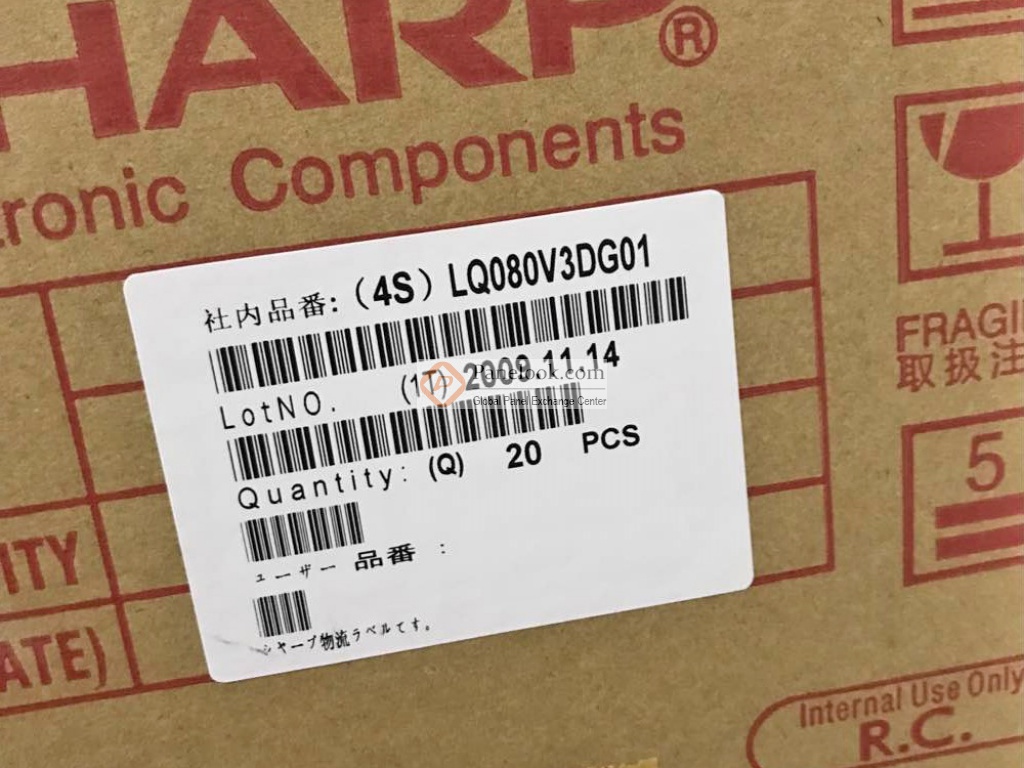 HARP®
tronic Components
社内品番: (4S) LQ080V3DG01
LotNO. (1T) 2009.11.14
Panelook.com
Global Panel Exchange Center
Quantity: (Q) 20 PCS
ユーザー 品番 :
シャープ物流ラベルです。
ITY
ATE)
FRAGI
取扱注
5
Internal Use Only
R.C.